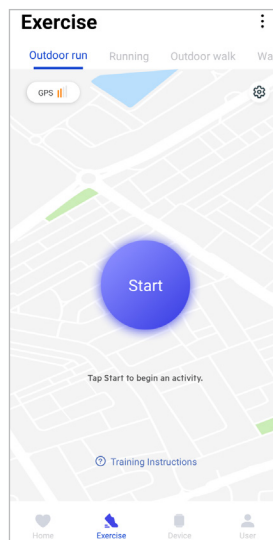 Exercise
Outdoor run Running Outdoor walk Wa
GPS
Start
Tap Start to begin an activity.
Training Instructions
Home Exercise Device User